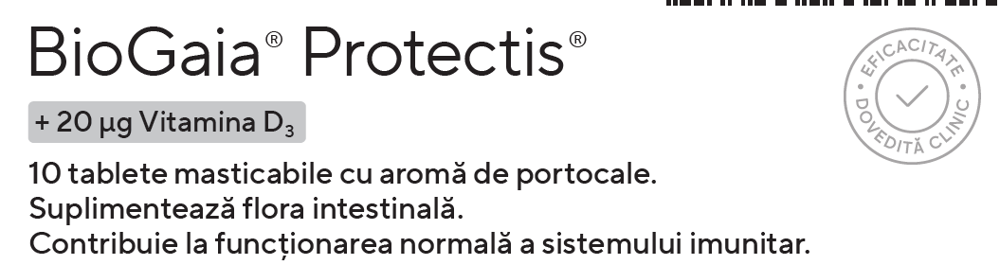 BioGaia® Protectis®
+ 20 µg Vitamina D₃
EFICACITATE
DOVEDITĂ CLINIC
10 tablete masticabile cu aromă de portocale.
Suplimentează flora intestinală.
Contribuie la funcționarea normală a sistemului imunitar.